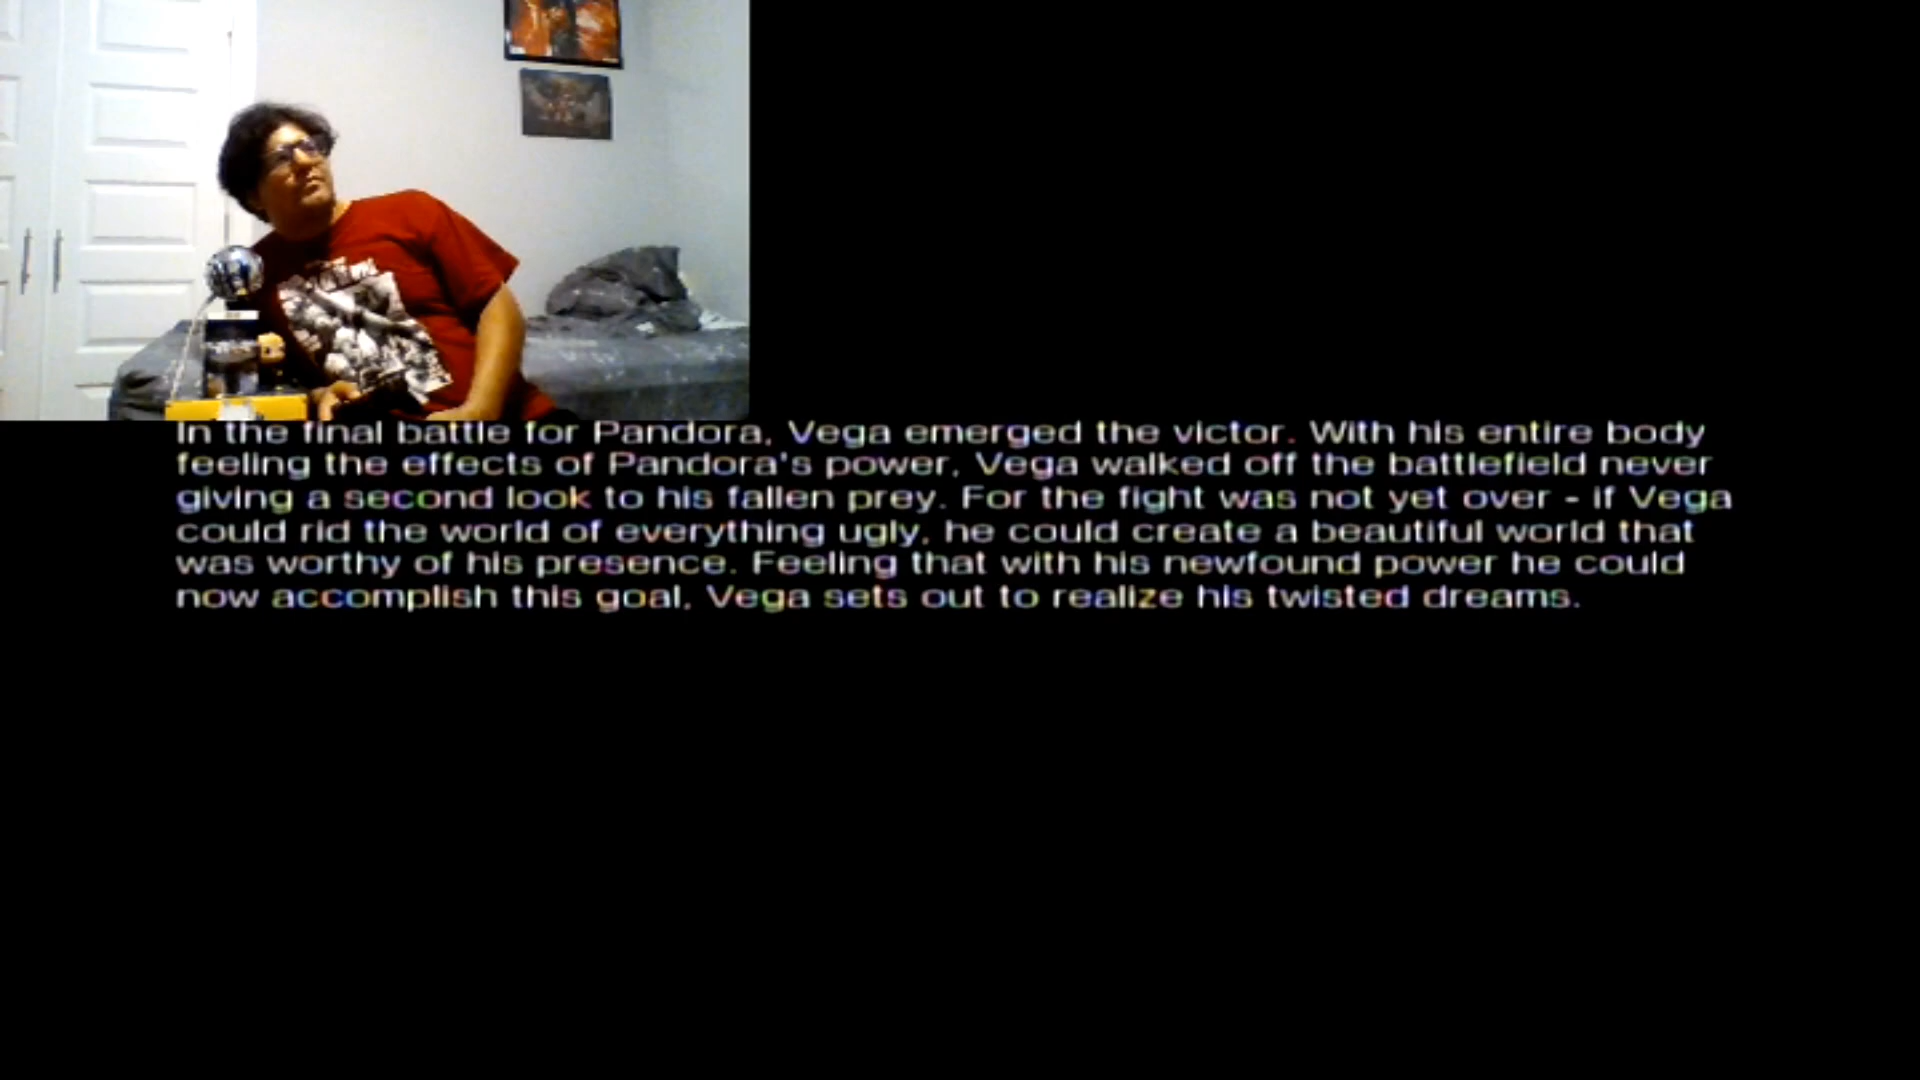 In the final battle for Pandora, Vega emerged the victor. With his entire body
feeling the effects of Pandora's power, Vega walked off the battlefield never
giving a second look to his fallen prey. For the fight was not yet over - if Vega
could rid the world of everything ugly, he could create a beautiful world that
was worthy of his presence. Feeling that with his newfound power he could
now accomplish this goal, Vega sets out to realize his twisted dreams.